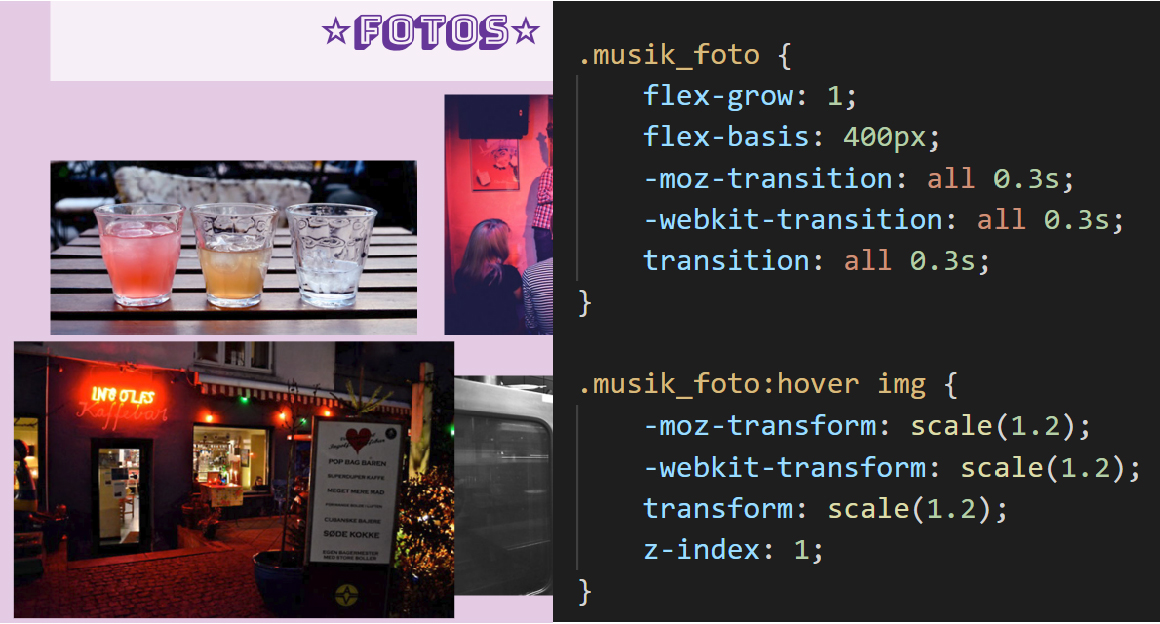 ☆FOTOS☆
INGOLFS
Kaffebar
POP BAG BAREN
SUPERDUPER KAFFE
MEGET MERE MAD
CUBANSKE BAJERE
SØDE KOKKE
EGEN BAGERMESTER
MED STORE BOLLER
.musik_foto {
flex-grow: 1;
flex-basis: 400px;
-moz-transition: all 0.3s;
-webkit-transition: all 0.3s;
transition: all 0.3s;
}
.musik_foto:hover img {
-moz-transform: scale(1.2);
-webkit-transform: scale(1.2);
transform: scale(1.2);
z-index: 1;
}